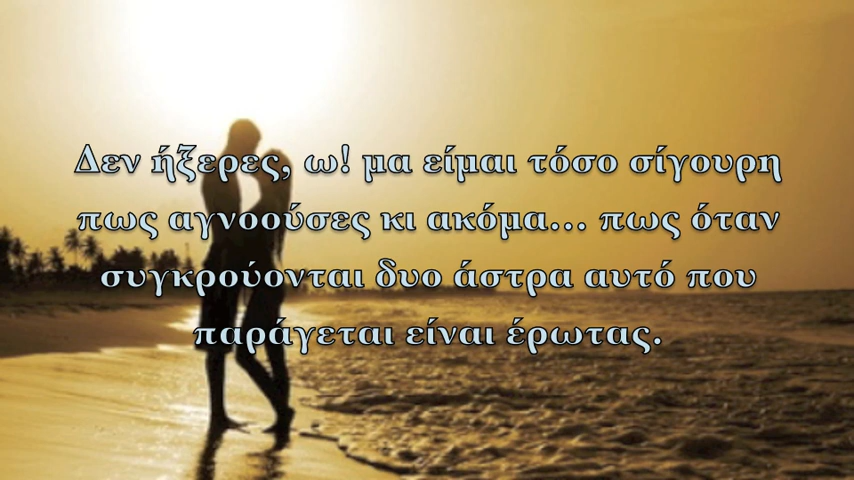 Δεν ήξερες, ω! μα είμαι τόσο σίγουρη
πως αγνοούσες κι ακόμα... πως όταν
συγκρούονται δυο άστρα αυτό που
παράγεται είναι έρωτας.